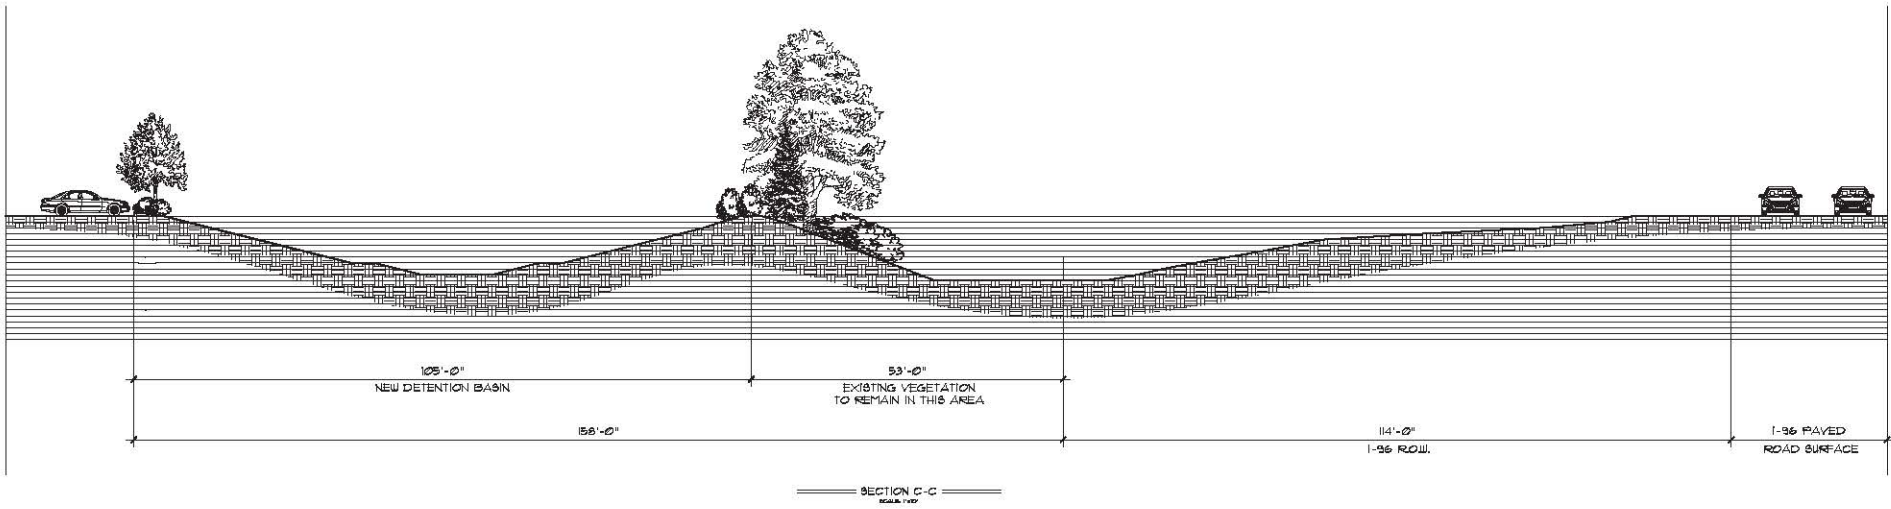 105'-0"
NEW DETENTION BASIN
53'-0"
EXISTING VEGETATION
TO REMAIN IN THIS AREA
158'-0"
114'-0"
I-96 R.O.W.
I-96 PAVED
ROAD SURFACE
SECTION C-C